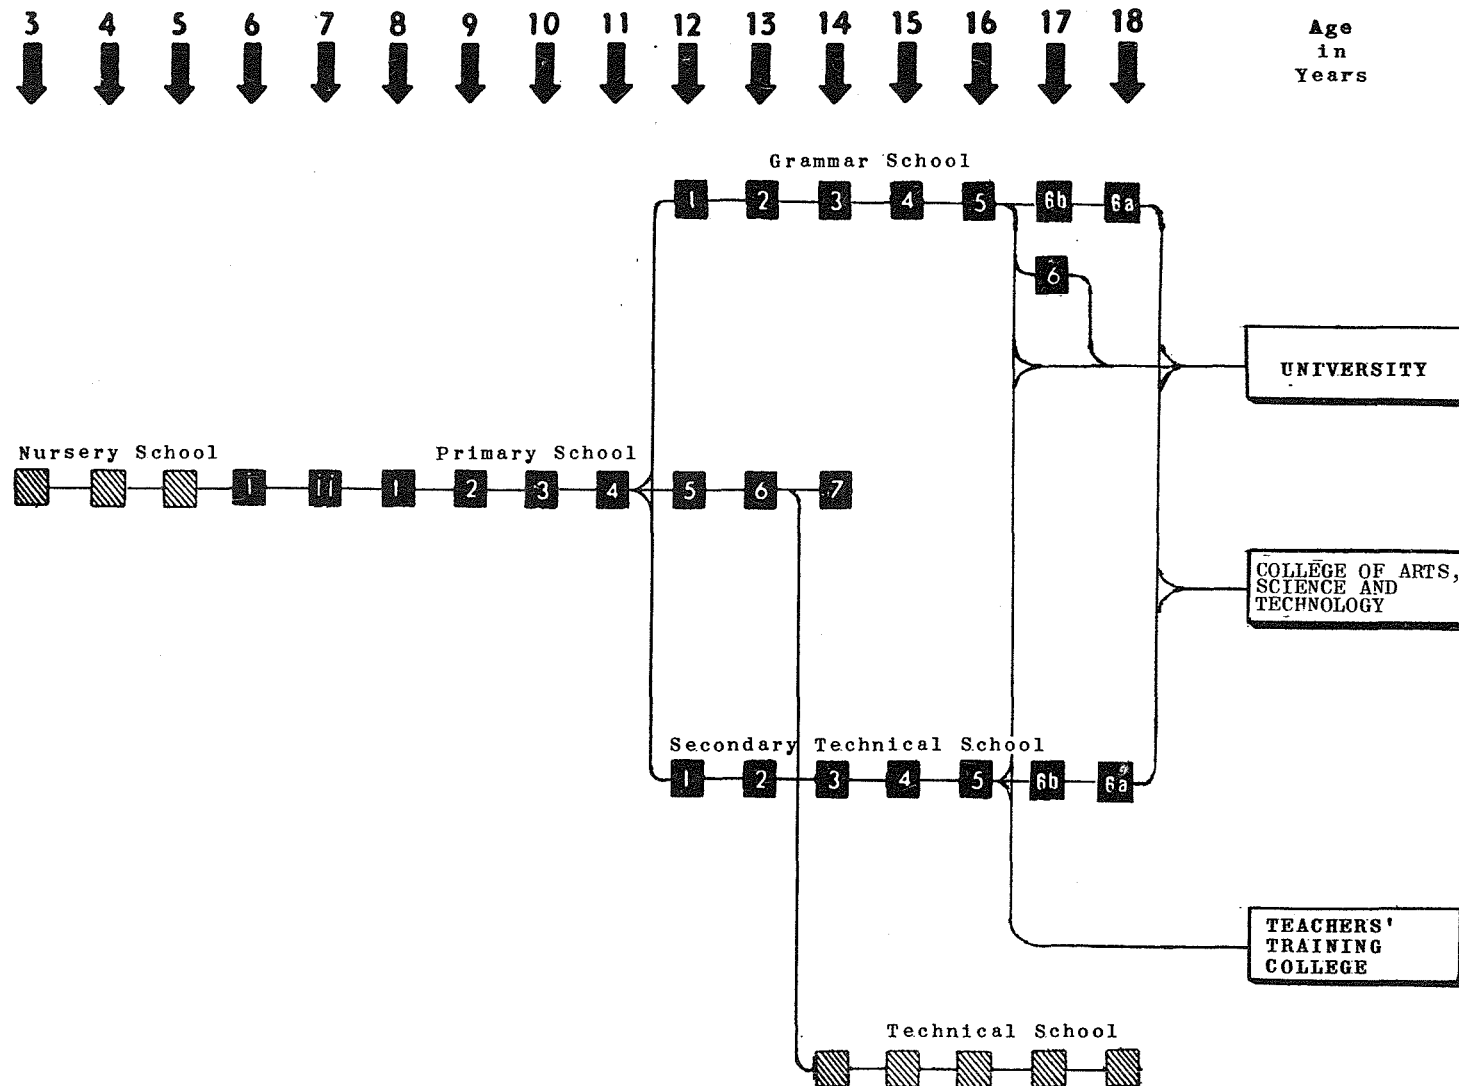 3 4 5 6 7 8 9 10 11 12 13 14 15 16 17 18
Age
in
Years
Grammar School
1 2 3 4 5 6b 6a
6
UNIVERSITY
Nursery School
Primary School
i ii 1 2 3 4 5 6 7
COLLEGE OF ARTS,
SCIENCE AND
TECHNOLOGY
Secondary Technical School
1 2 3 4 5 6b 6a
TEACHERS'
TRAINING
COLLEGE
Technical School